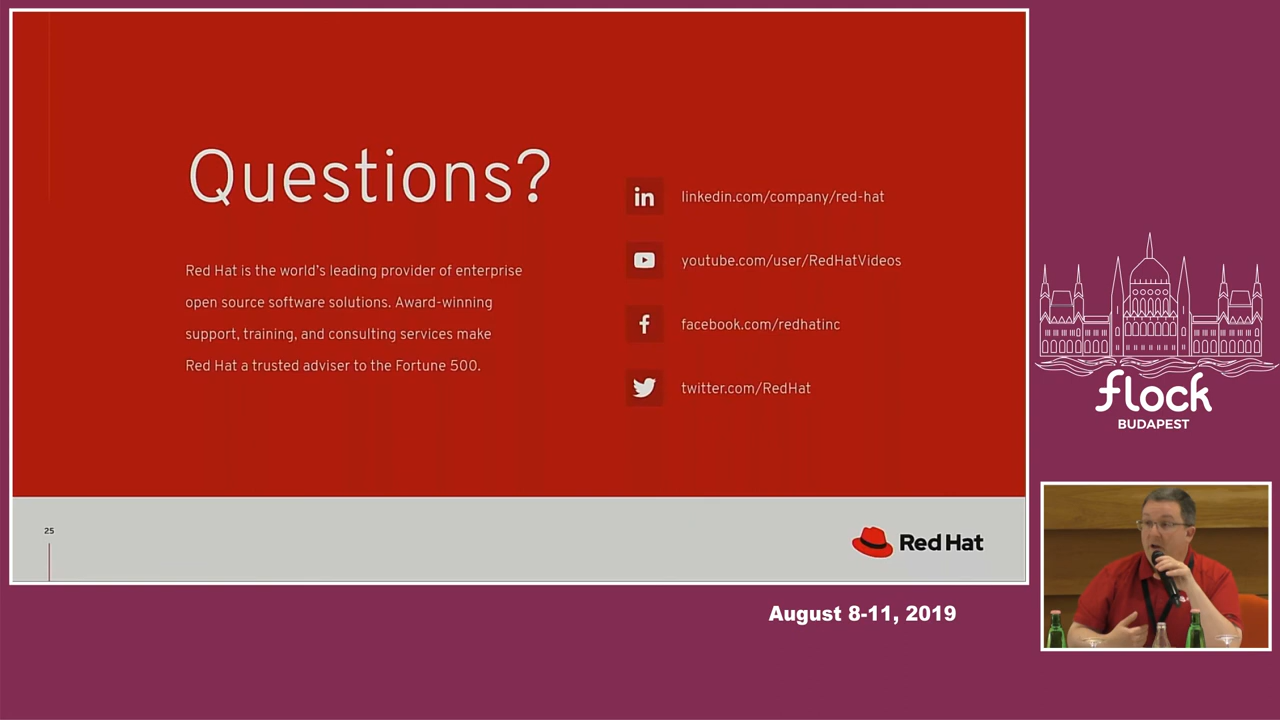 Questions?
Red Hat is the world's leading provider of enterprise
open source software solutions. Award-winning
support, training, and consulting services make
Red Hat a trusted adviser to the Fortune 500.
linkedin.com/company/red-hat
youtube.com/user/RedHatVideos
facebook.com/redhatinc
twitter.com/RedHat
25
Red Hat
flock
BUDAPEST
August 8-11, 2019